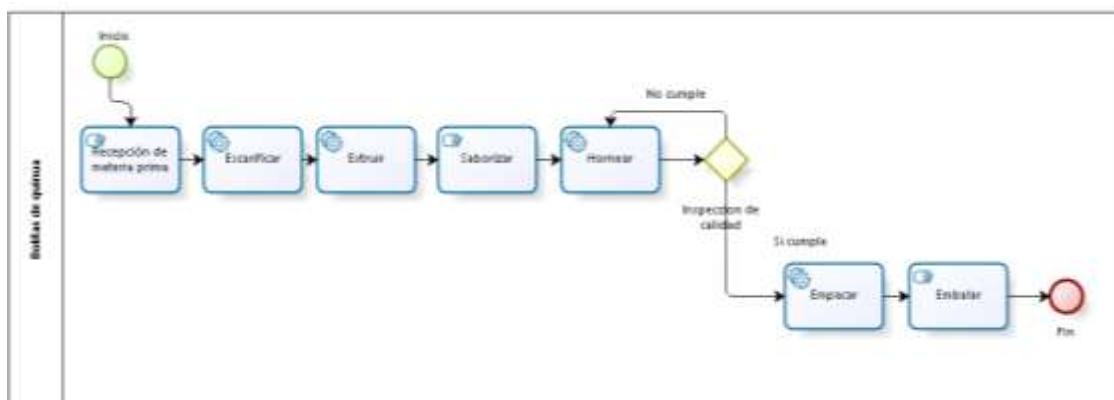 Bolitas de quinua
Inicio
Recepción de
materia prima
Escarificar
Extruir
Saborizar
Hornear
No cumple
Inspeccion de
calidad
Si cumple
Empacar
Embalar
Fin